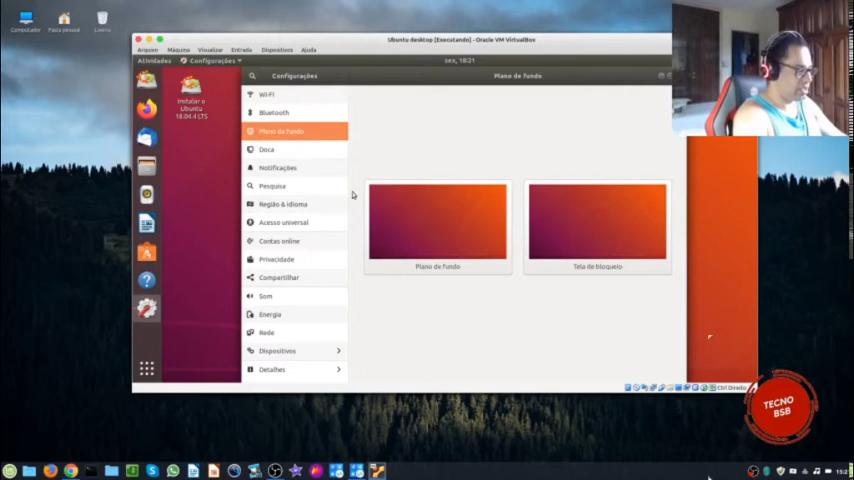 Computador
Pasta pessoal
Lixeira
Ubuntu desktop [Executando] - Oracle VM VirtualBox
Arquivo Máquina Visualizar Entrada Dispositivos Ajuda
Atividades
Configurações
sex, 18:21
Configurações
Plano de fundo
Instalar o
Ubuntu
18.04.4 LTS
Wi-Fi
Bluetooth
Plano de fundo
Doca
Notificações
Pesquisa
Região & idioma
Acesso universal
Contas online
Privacidade
Compartilhar
Som
Energia
Rede
Dispositivos
Detalhes
Plano de fundo
Tela de bloqueio
Ctrl Direito
TECNO
BSB